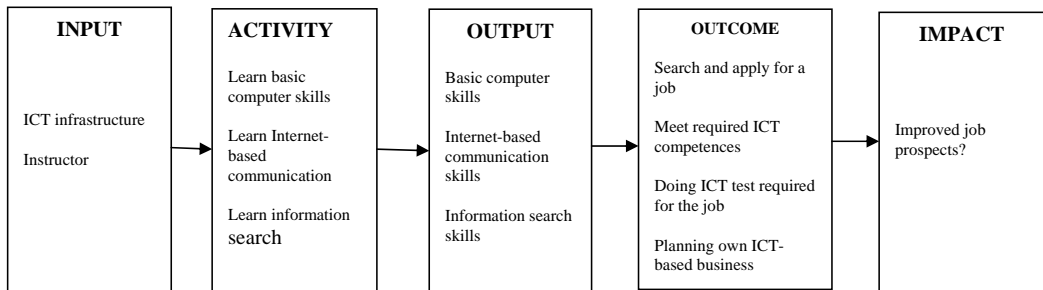 INPUT
ICT infrastructure
Instructor
ACTIVITY
Learn basic
computer skills
Learn Internet-
based
communication
Learn information
search
OUTPUT
Basic computer
skills
Internet-based
communication
skills
Information search
skills
OUTCOME
Search and apply for a
job
Meet required ICT
competences
Doing ICT test required
for the job
Planning own ICT-
based business
IMPACT
Improved job
prospects?